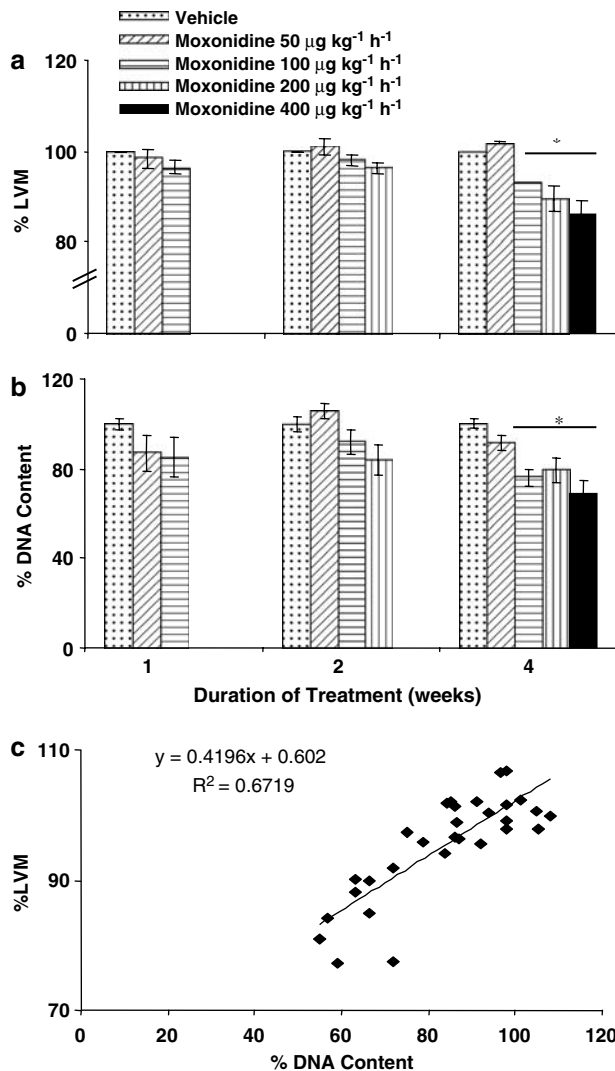 Vehicle
Moxonidine 50 µg kg⁻¹ h⁻¹
Moxonidine 100 µg kg⁻¹ h⁻¹
Moxonidine 200 µg kg⁻¹ h⁻¹
Moxonidine 400 µg kg⁻¹ h⁻¹
a
% LVM
120
100
80
0
*
b
% DNA Content
120
80
40
0
*
1 2 4
Duration of Treatment (weeks)
c
y = 0.4196x + 0.602
R² = 0.6719
%LVM
110
90
70
0 20 40 60 80 100 120
% DNA Content